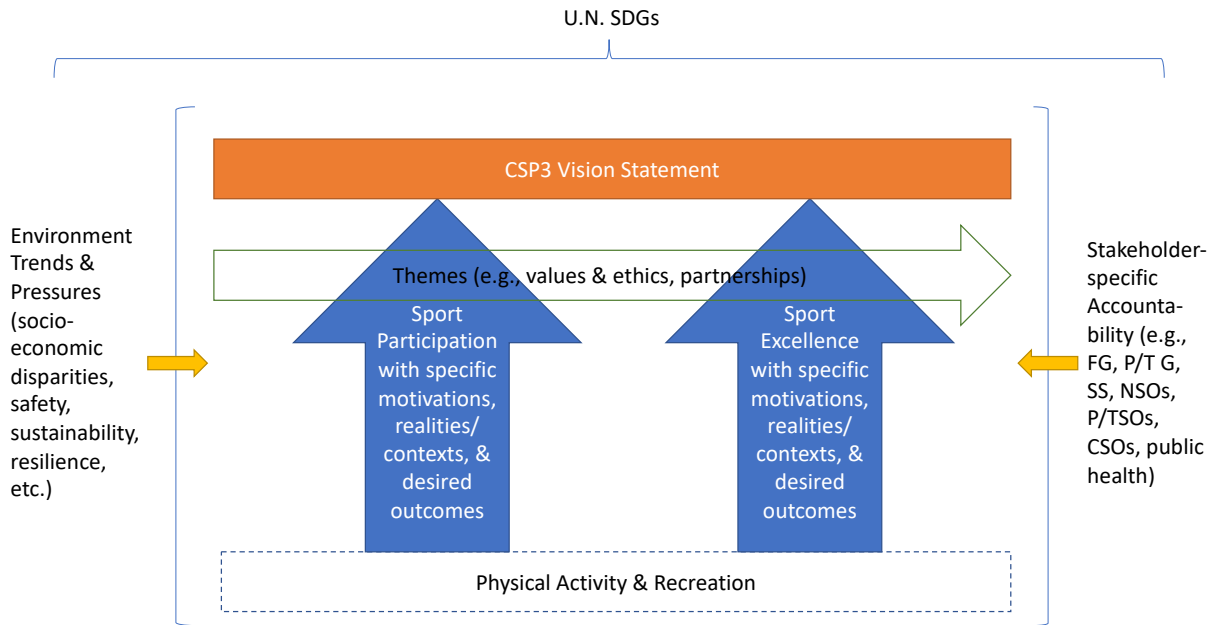 U.N. SDGs
CSP3 Vision Statement
Environment
Trends &
Pressures
(socio-
economic
disparities,
safety,
sustainability,
resilience,
etc.)
Themes (e.g., values & ethics, partnerships)
Sport
Participation
with specific
motivations,
realities/
contexts, &
desired
outcomes
Sport
Excellence
with specific
motivations,
realities/
contexts, &
desired
outcomes
Stakeholder-
specific
Accounta-
bility (e.g.,
FG, P/T G,
SS, NSOs,
P/TSOs,
CSOs, public
health)
Physical Activity & Recreation